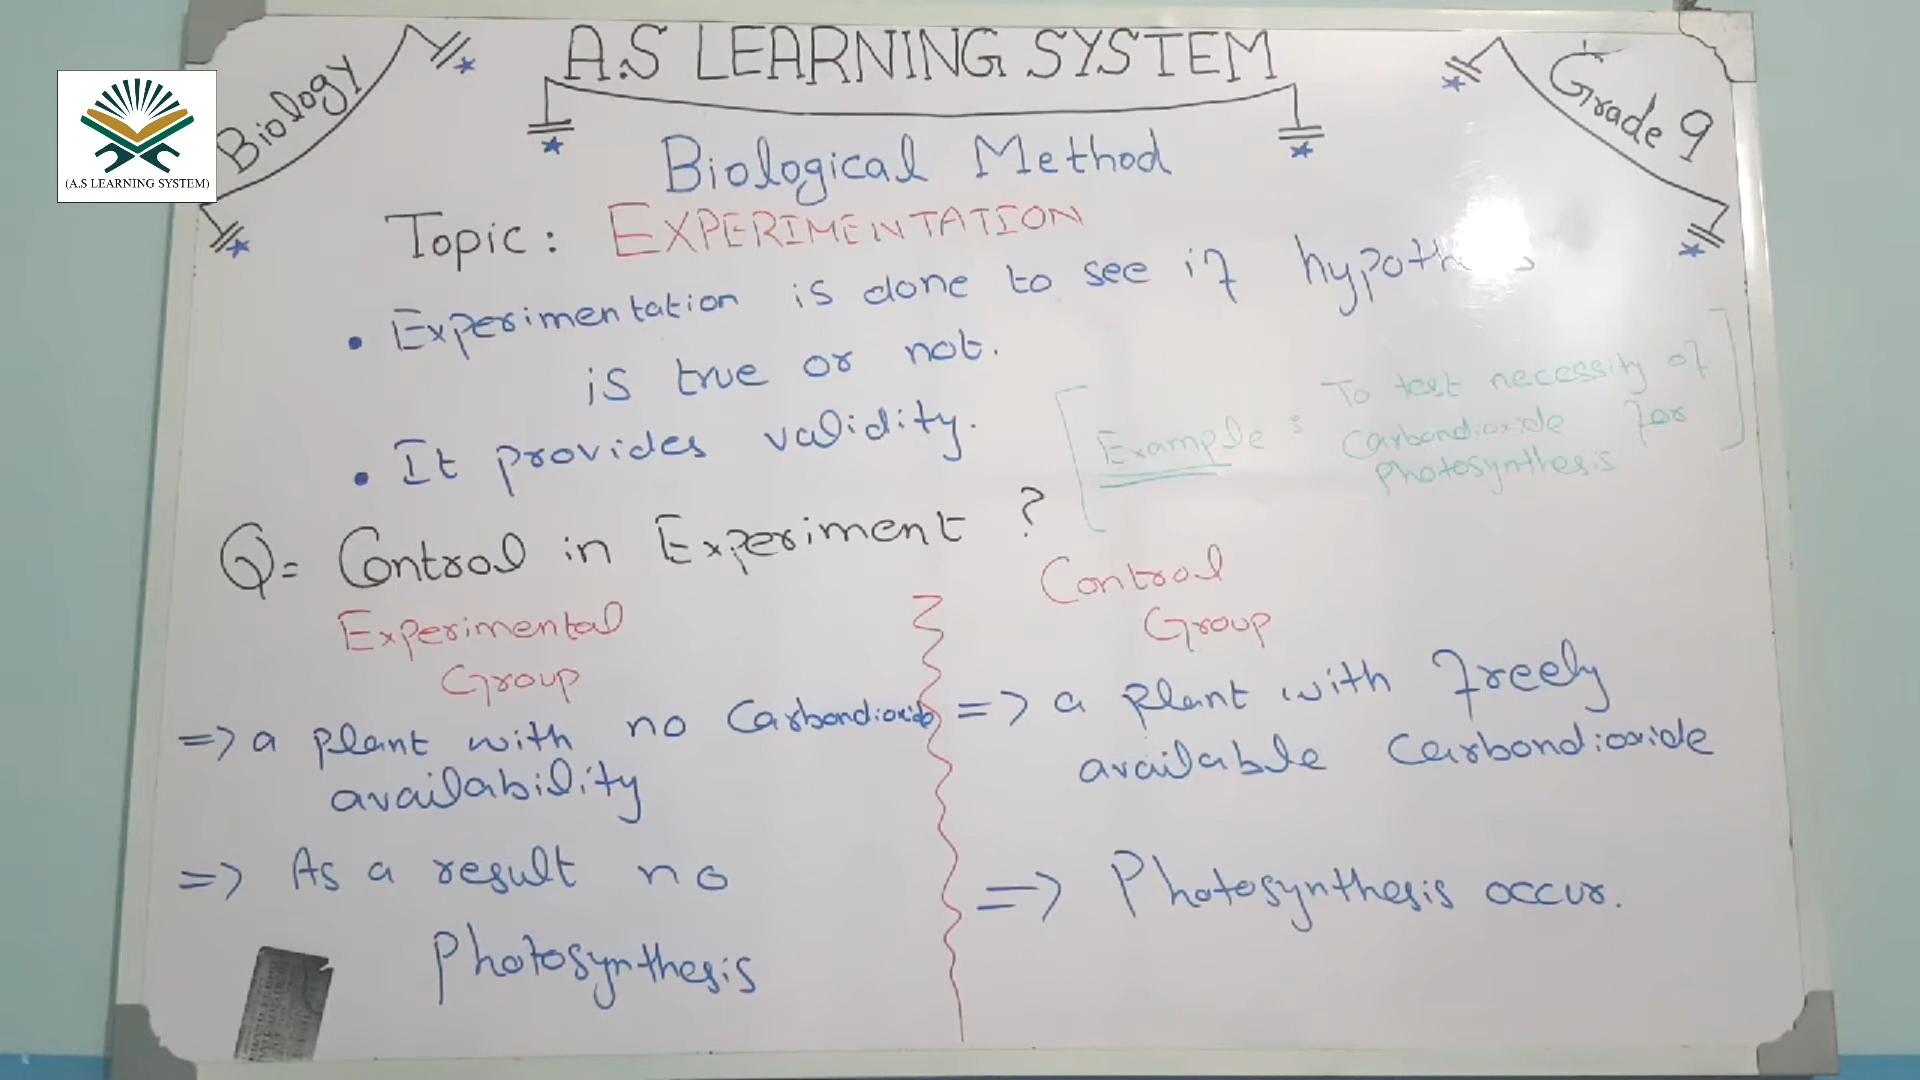 A.S LEARNING SYSTEM
Biology
Grade 9
(A.S LEARNING SYSTEM)
Biological Method
Topic: EXPERIMENTATION
• Experimentation is done to see if
is true or not.
• It provides validity.
[Example: To test necessity of
Carbondioxide for
Photosynthesis]
Q= Control in Experiment ?
Experimental
Group
=> a plant with no Carbondioxide
availability
=> As a result no
Photosynthesis
Control
Group
=> a plant with freely
available Carbondioxide
=> Photosynthesis occur.